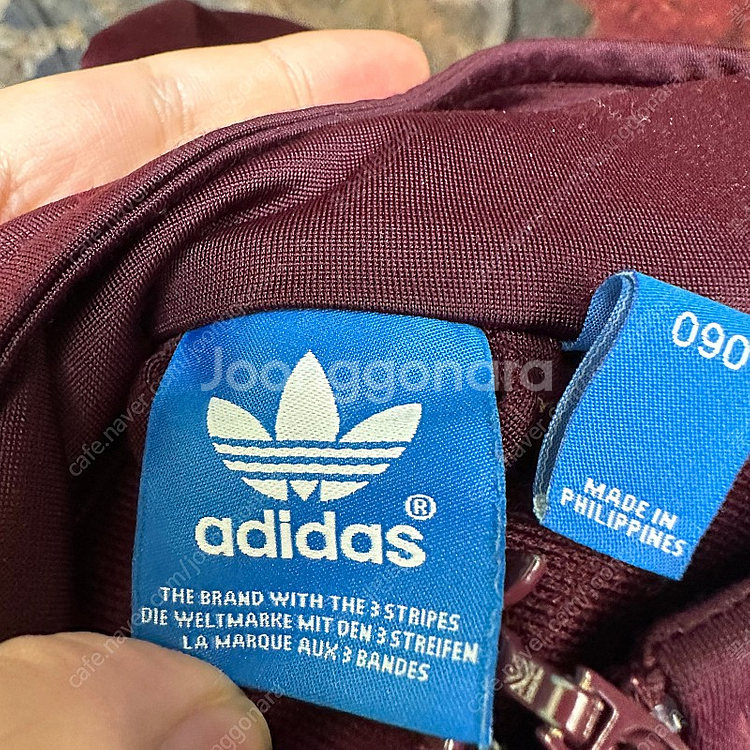 Joonggonara
adidas®
THE BRAND WITH THE 3 STRIPES
DIE WELTMARKE MIT DEN 3 STREIFEN
LA MARQUE AUX 3 BANDES
090
MADE IN
PHILIPPINES
YKK
cafe.naver.com/joonggonara